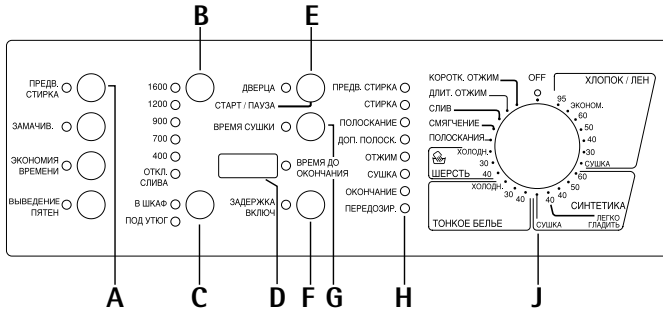 B
E
ПРЕДВ.
СТИРКА
ЗАМАЧИВ.
ЭКОНОМИЯ
ВРЕМЕНИ
ВЫВЕДЕНИЕ
ПЯТЕН
1600
1200
900
700
400
ОТКЛ.
СЛИВА
В ШКАФ
ПОД УТЮГ
ДВЕРЦА
СТАРТ / ПАУЗА
ВРЕМЯ СУШКИ
ВРЕМЯ ДО
ОКОНЧАНИЯ
ЗАДЕРЖКА
ВКЛЮЧ
ПРЕДВ. СТИРКА
СТИРКА
ПОЛОСКАНИЕ
ДОП. ПОЛОСК.
ОТЖИМ
СУШКА
ОКОНЧАНИЕ
ПЕРЕДОЗИР.
КОРОТК. ОТЖИМ
ДЛИТ. ОТЖИМ
СЛИВ
СМЯГЧЕНИЕ
ПОЛОСКАНИЯ
ХОЛОДН.
30
40
ШЕРСТЬ
ХОЛОДН.
30
40
ТОНКОЕ БЕЛЬЕ
OFF
ХЛОПОК / ЛЕН
95
ЭКОНОМ.
60
50
40
30
СУШКА
60
50
40
40
СИНТЕТИКА
ЛЕГКО
ГЛАДИТЬ
СУШКА
A
C
D
F
G
H
J